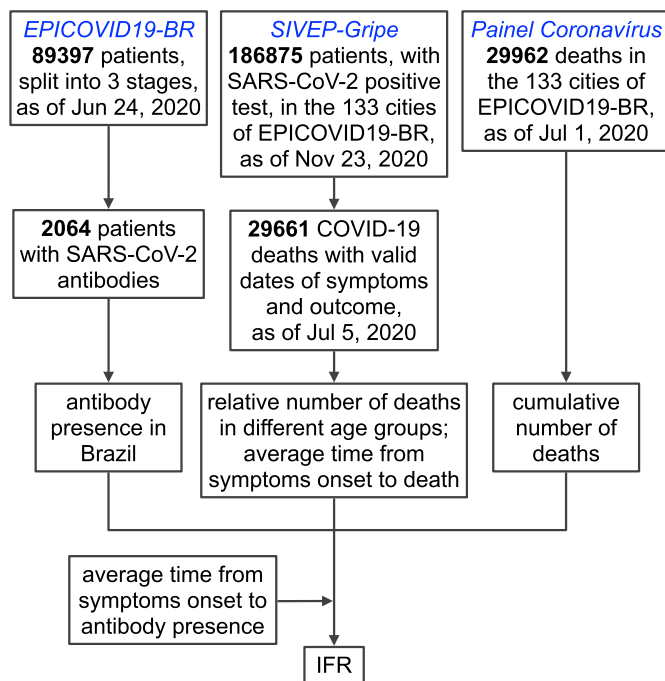 EPICOVID19-BR
89397 patients,
split into 3 stages,
as of Jun 24, 2020
SIVEP-Gripe
186875 patients, with
SARS-CoV-2 positive
test, in the 133 cities
of EPICOVID19-BR,
as of Nov 23, 2020
Painel Coronavírus
29962 deaths in
the 133 cities of
EPICOVID19-BR,
as of Jul 1, 2020
2064 patients
with SARS-CoV-2
antibodies
29661 COVID-19
deaths with valid
dates of symptoms
and outcome,
as of Jul 5, 2020
antibody
presence in
Brazil
relative number of deaths
in different age groups;
average time from
symptoms onset to death
cumulative
number of
deaths
average time from
symptoms onset to
antibody presence
IFR